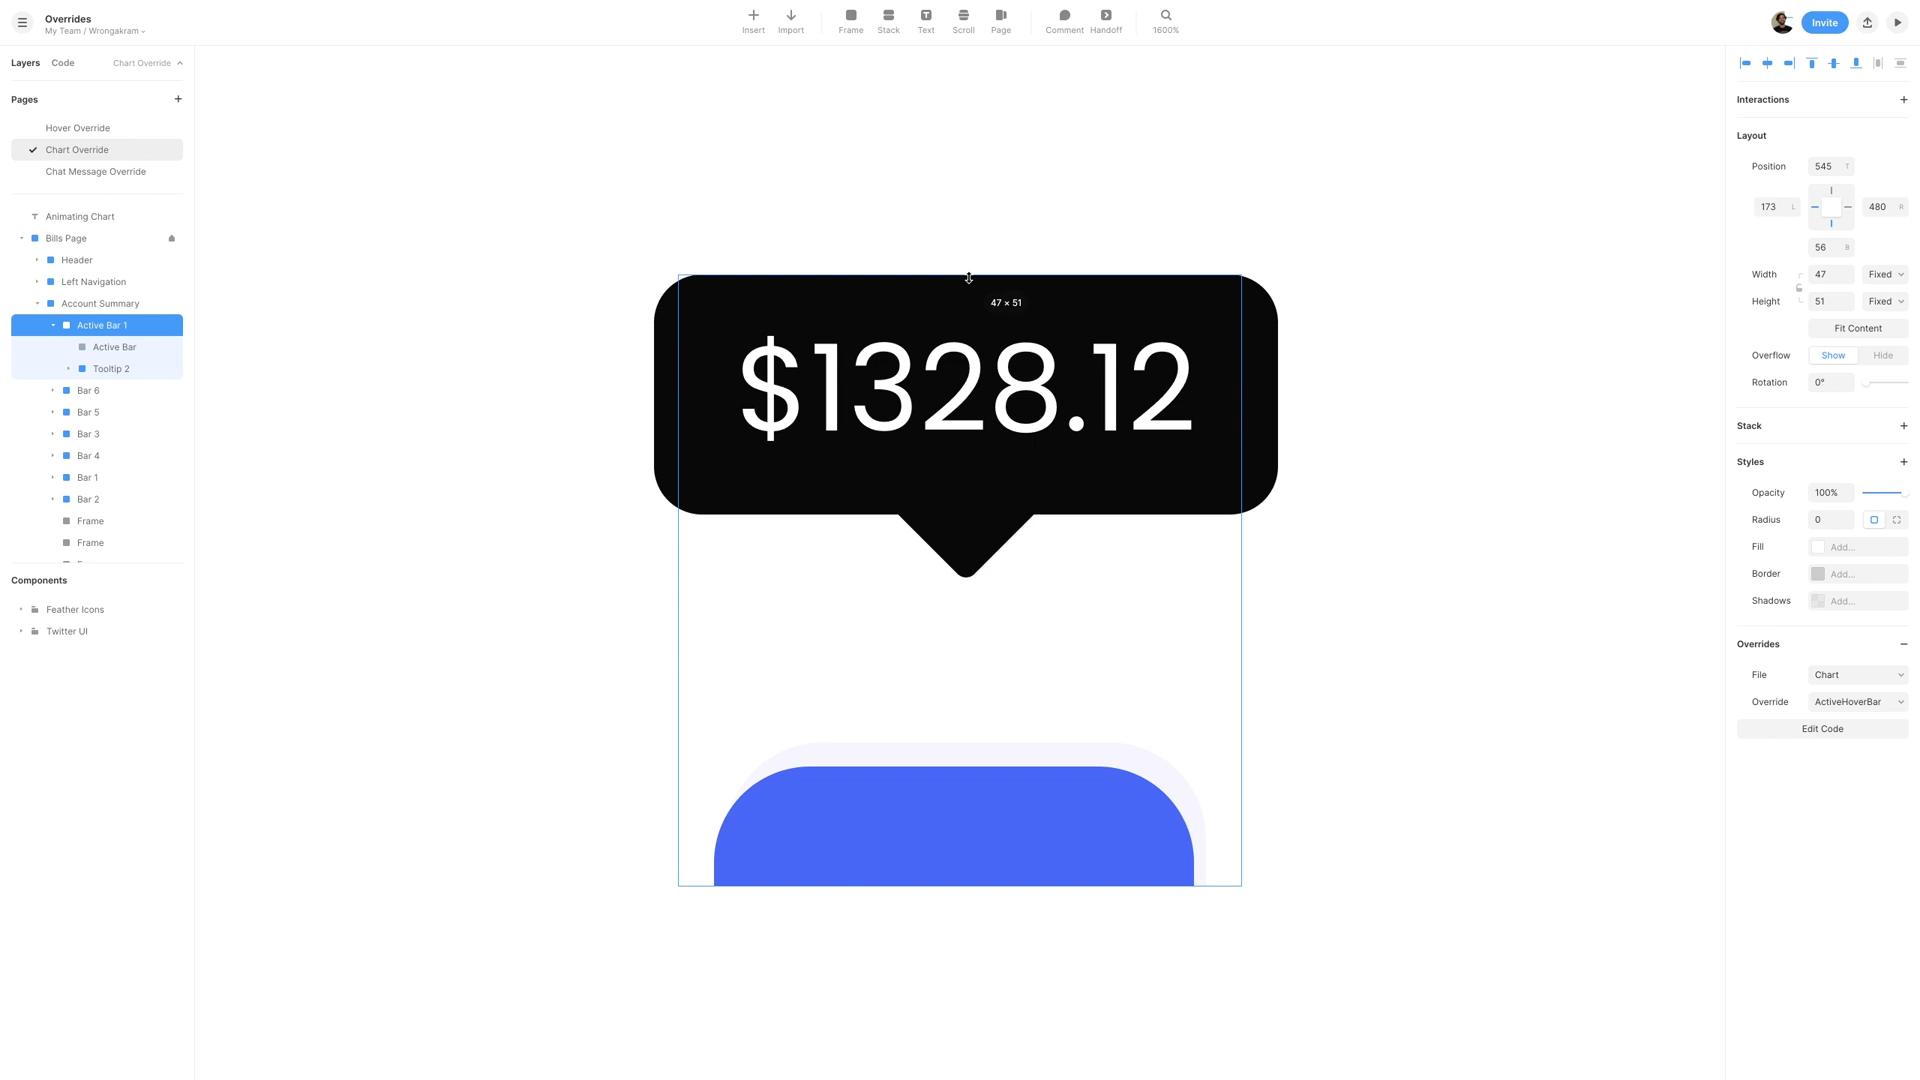 Overrides
My Team / Wrongakram
Insert
Import
Frame
Stack
Text
Scroll
Page
Comment
Handoff
1600%
Invite
Layers
Code
Chart Override
Pages
Hover Override
Chart Override
Chat Message Override
Animating Chart
Bills Page
Header
Left Navigation
Account Summary
Active Bar 1
Active Bar
Tooltip 2
Bar 6
Bar 5
Bar 3
Bar 4
Bar 1
Bar 2
Frame
Frame
Components
Feather Icons
Twitter UI
47 × 51
$1328.12
Interactions
Layout
Position
545 T
173 L
480 R
56 B
Width
47
Fixed
Height
51
Fixed
Fit Content
Overflow
Show
Hide
Rotation
0°
Stack
Styles
Opacity
100%
Radius
0
Fill
Add...
Border
Add...
Shadows
Add...
Overrides
File
Chart
Override
ActiveHoverBar
Edit Code